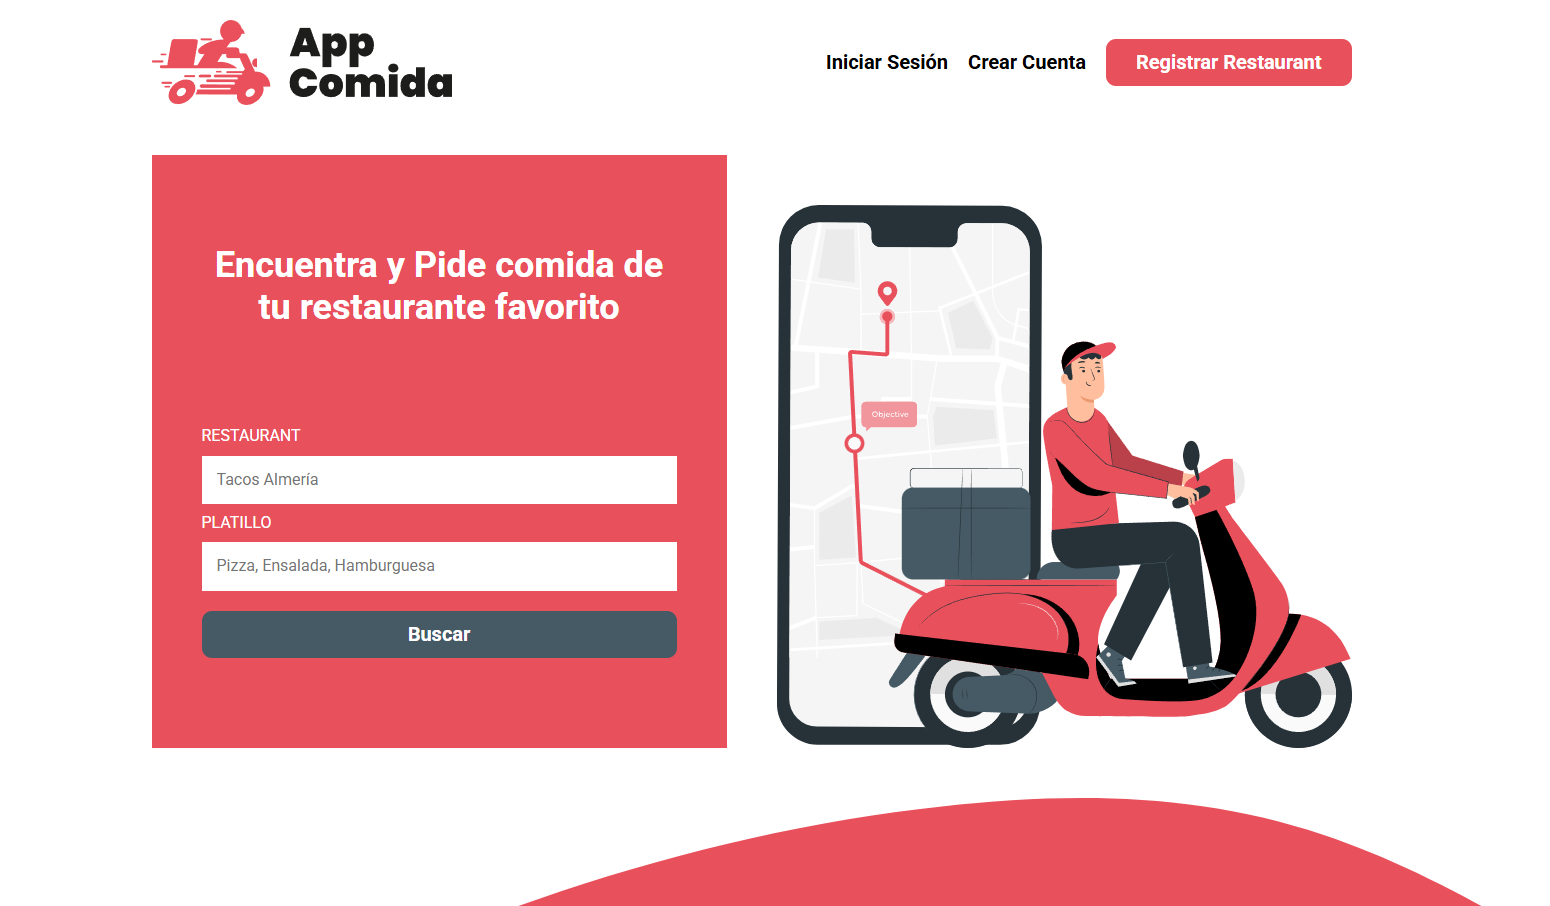 App
Comida
Iniciar Sesión
Crear Cuenta
Registrar Restaurant
Encuentra y Pide comida de
tu restaurante favorito
RESTAURANT
Tacos Almería
PLATILLO
Pizza, Ensalada, Hamburguesa
Buscar
Objective